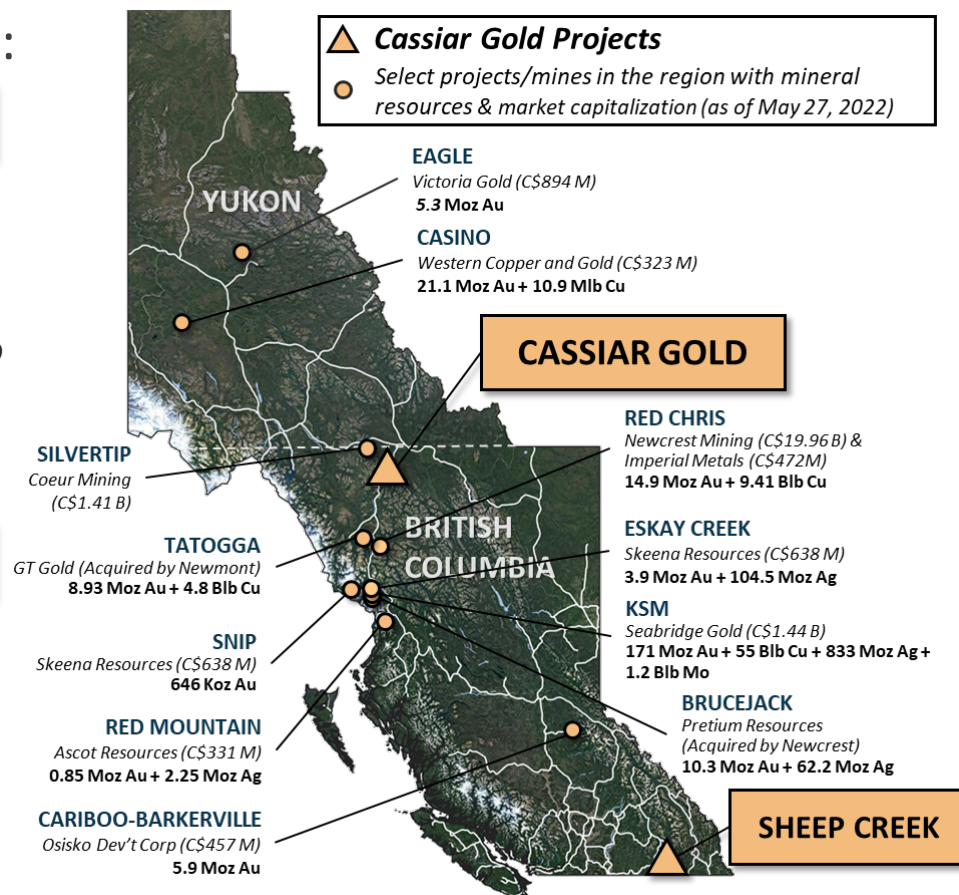 :
Cassiar Gold Projects
Select projects/mines in the region with mineral
resources & market capitalization (as of May 27, 2022)
EAGLE
Victoria Gold (C$894 M)
5.3 Moz Au
YUKON
CASINO
Western Copper and Gold (C$323 M)
21.1 Moz Au + 10.9 Mlb Cu
CASSIAR GOLD
RED CHRIS
Newcrest Mining (C$19.96 B) &
Imperial Metals (C$472M)
14.9 Moz Au + 9.41 Blb Cu
SILVERTIP
Coeur Mining
(C$1.41 B)
BRITISH
COLUMBIA
ESKAY CREEK
Skeena Resources (C$638 M)
3.9 Moz Au + 104.5 Moz Ag
TATOGGA
GT Gold (Acquired by Newmont)
8.93 Moz Au + 4.8 Blb Cu
KSM
Seabridge Gold (C$1.44 B)
171 Moz Au + 55 Blb Cu + 833 Moz Ag +
1.2 Blb Mo
SNIP
Skeena Resources (C$638 M)
646 Koz Au
BRUCEJACK
Pretium Resources
(Acquired by Newcrest)
10.3 Moz Au + 62.2 Moz Ag
RED MOUNTAIN
Ascot Resources (C$331 M)
0.85 Moz Au + 2.25 Moz Ag
CARIBOO-BARKERVILLE
Osisko Dev't Corp (C$457 M)
5.9 Moz Au
SHEEP CREEK